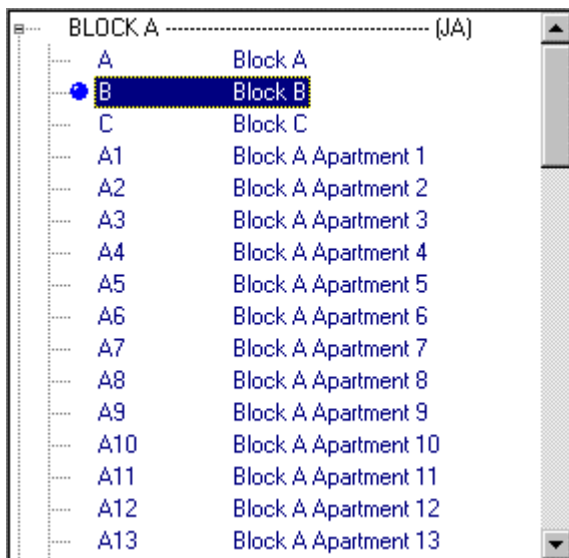 BLOCK A ------------------------------------- (JA)
A Block A
B Block B
C Block C
A1 Block A Apartment 1
A2 Block A Apartment 2
A3 Block A Apartment 3
A4 Block A Apartment 4
A5 Block A Apartment 5
A6 Block A Apartment 6
A7 Block A Apartment 7
A8 Block A Apartment 8
A9 Block A Apartment 9
A10 Block A Apartment 10
A11 Block A Apartment 11
A12 Block A Apartment 12
A13 Block A Apartment 13